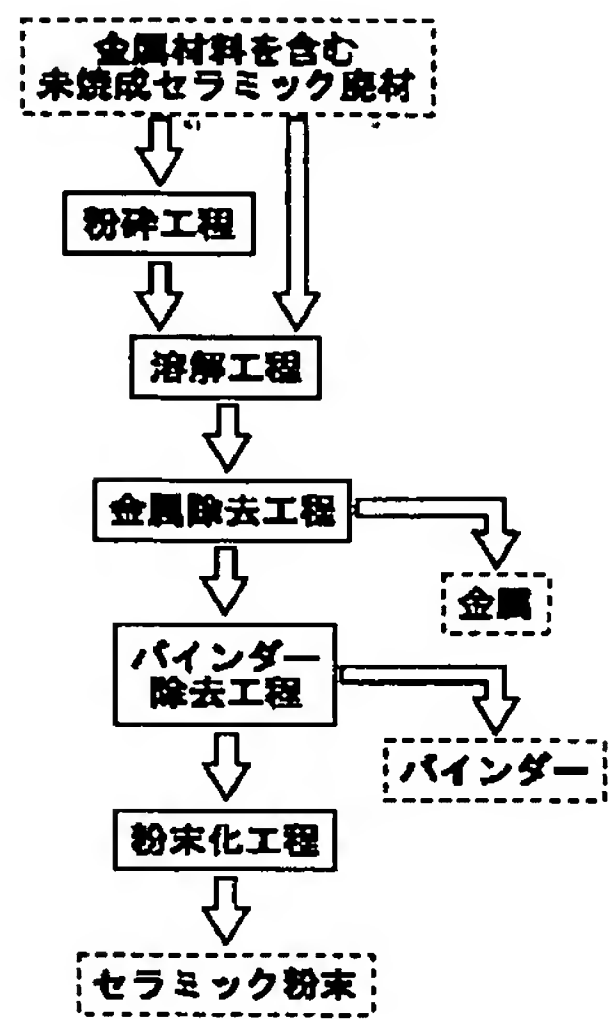 金属材料を含む
未焼成セラミック廃材
粉砕工程
溶解工程
金属除去工程
金属
バインダー
除去工程
バインダー
粉末化工程
セラミック粉末